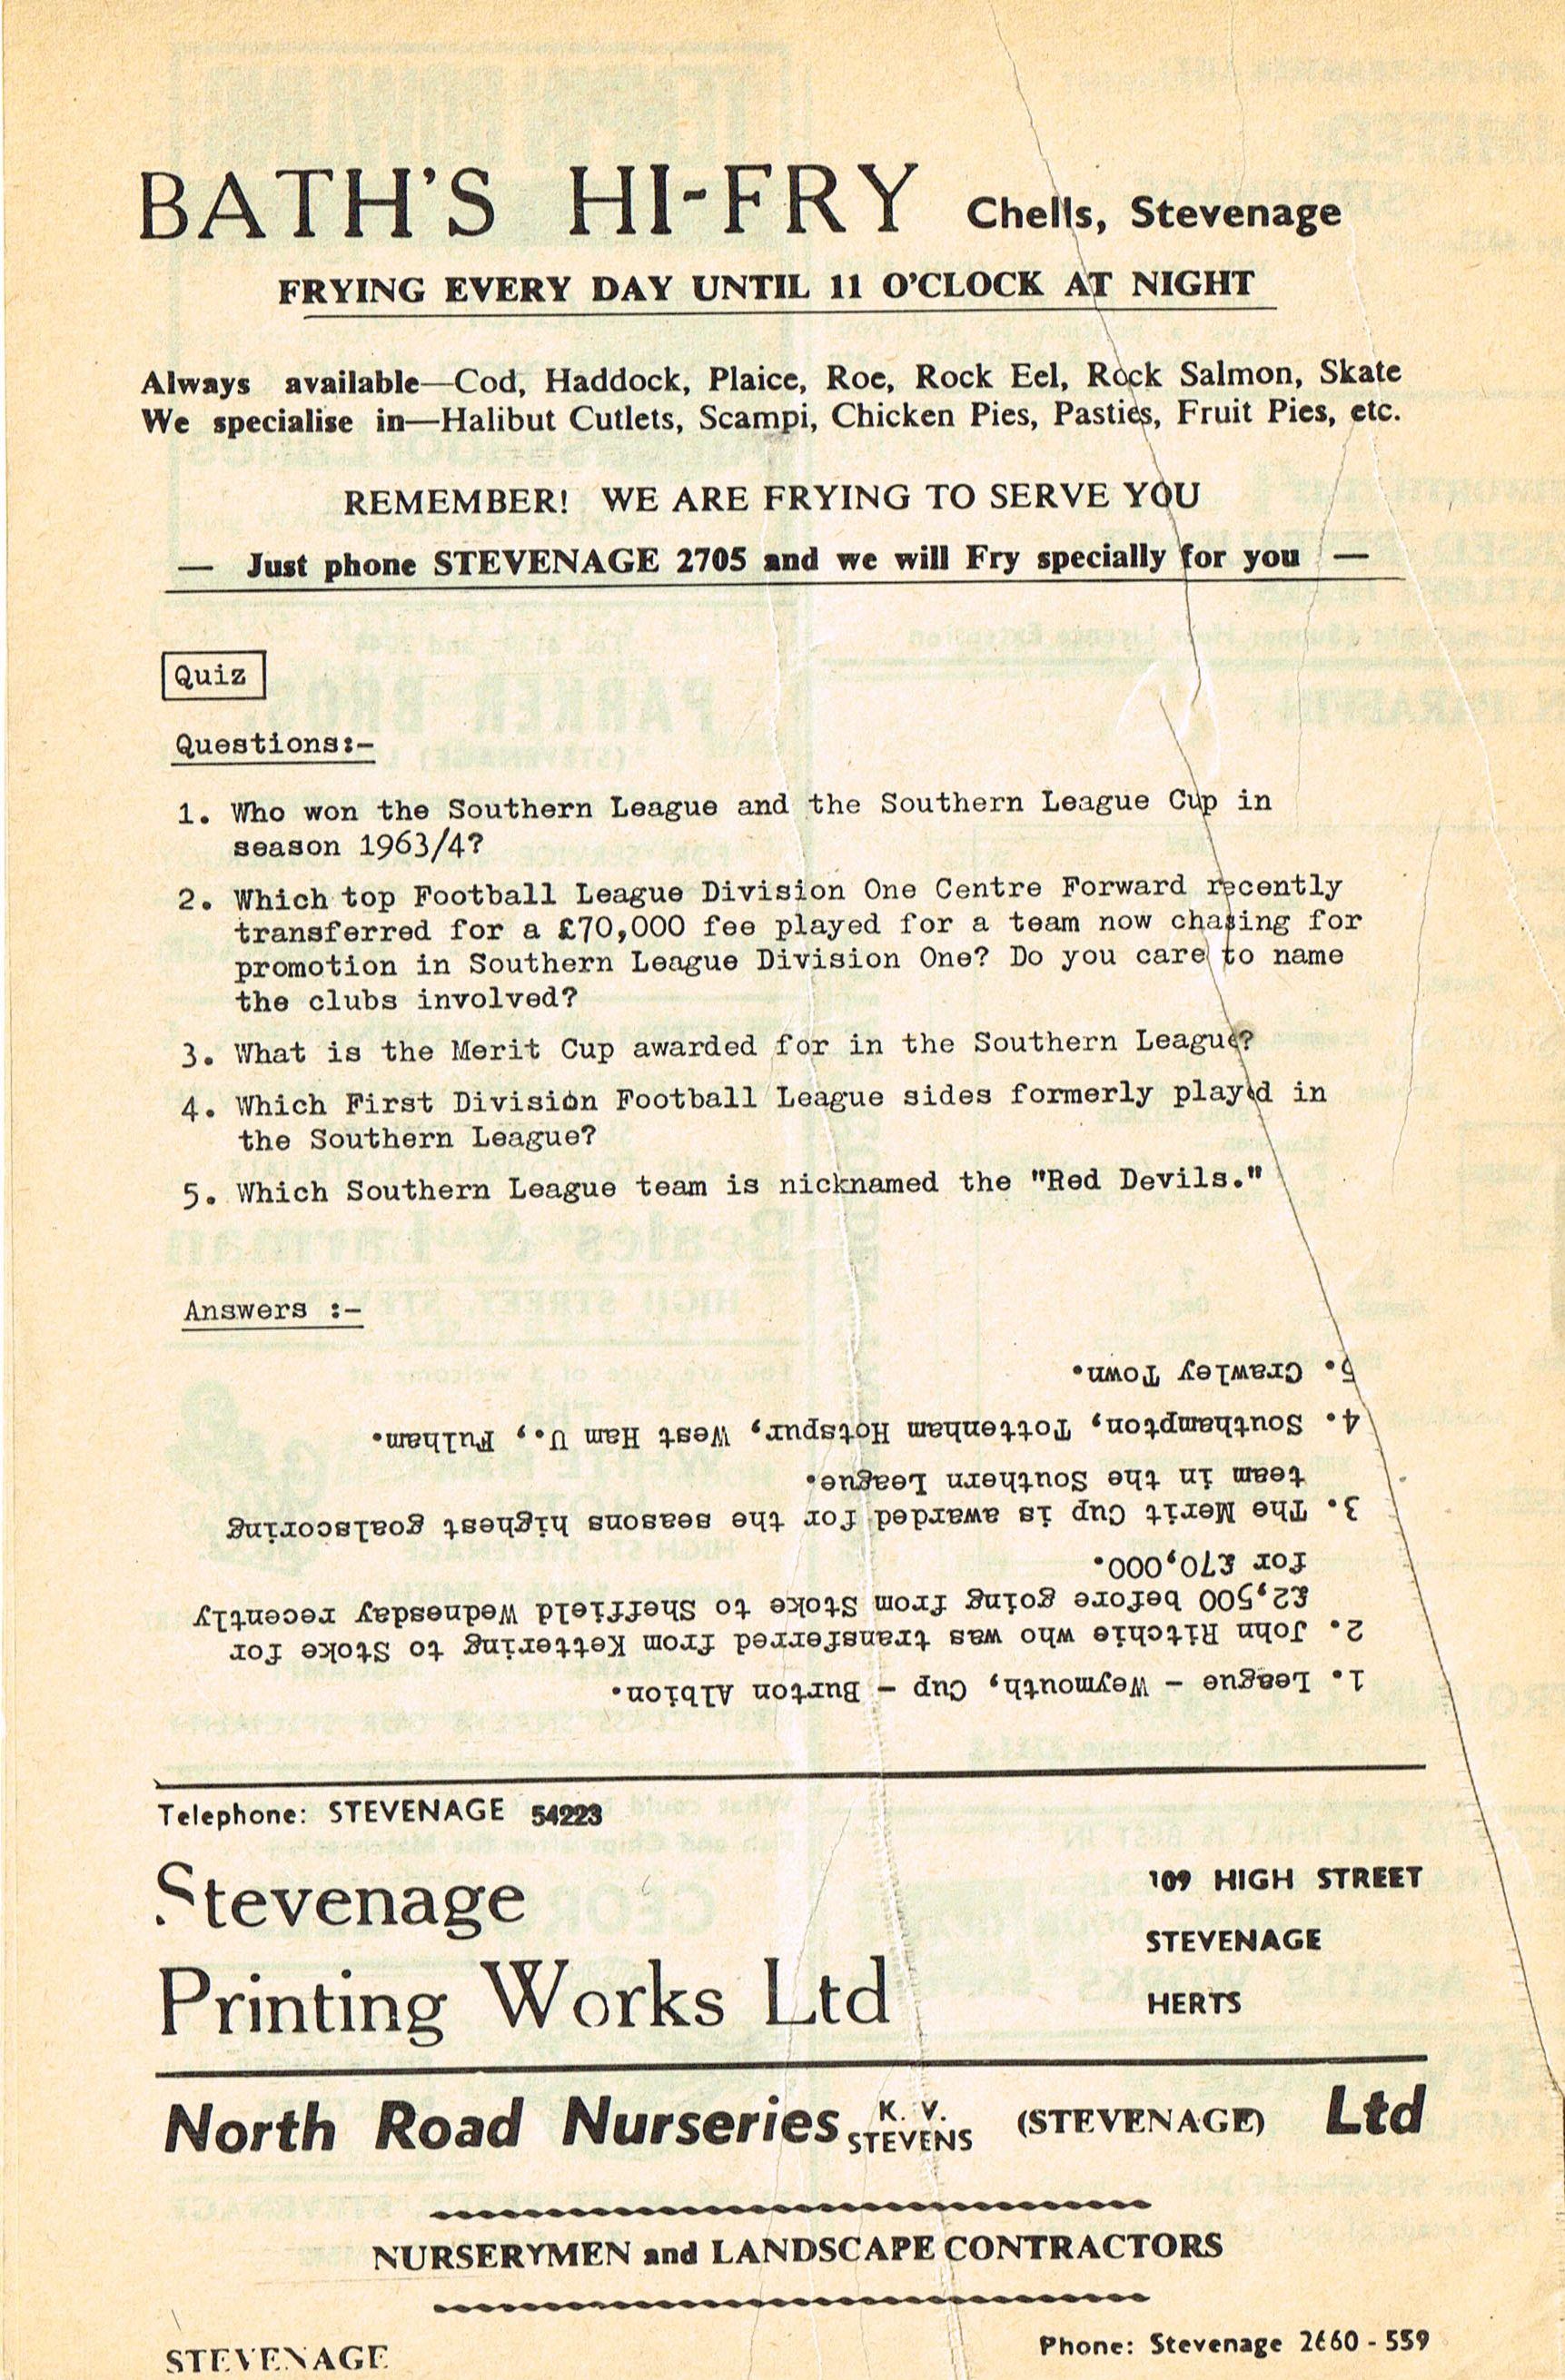 BATH'S HI-FRY Chells, Stevenage
FRYING EVERY DAY UNTIL 11 O'CLOCK AT NIGHT
Always available—Cod, Haddock, Plaice, Roe, Rock Eel, Rock Salmon, Skate
We specialise in—Halibut Cutlets, Scampi, Chicken Pies, Pasties, Fruit Pies, etc.
REMEMBER! WE ARE FRYING TO SERVE YOU
— Just phone STEVENAGE 2705 and we will Fry specially for you —
Quiz
Questions:-
1. Who won the Southern League and the Southern League Cup in
season 1963/4?
2. Which top Football League Division One Centre Forward recently
transferred for a £70,000 fee played for a team now chasing for
promotion in Southern League Division One? Do you care to name
the clubs involved?
3. What is the Merit Cup awarded for in the Southern League?
4. Which First Division Football League sides formerly played in
the Southern League?
5. Which Southern League team is nicknamed the "Red Devils."
Answers :-
1. League - Weymouth, Cup - Burton Albion.
2. John Ritchie who was transferred from Kettering to Stoke for
£2,500 before going from Stoke to Sheffield Wednesday recently
for £70,000.
3. The Merit Cup is awarded for the seasons highest goalscoring
team in the Southern League.
4. Southampton, Tottenham Hotspur, West Ham U., Fulham.
5. Crawley Town.
Telephone: STEVENAGE 54223
Stevenage
Printing Works Ltd
109 HIGH STREET
STEVENAGE
HERTS
North Road Nurseries K. V. STEVENS (STEVENAGE) Ltd
NURSERYMEN and LANDSCAPE CONTRACTORS
STEVENAGE
Phone: Stevenage 2660 - 559